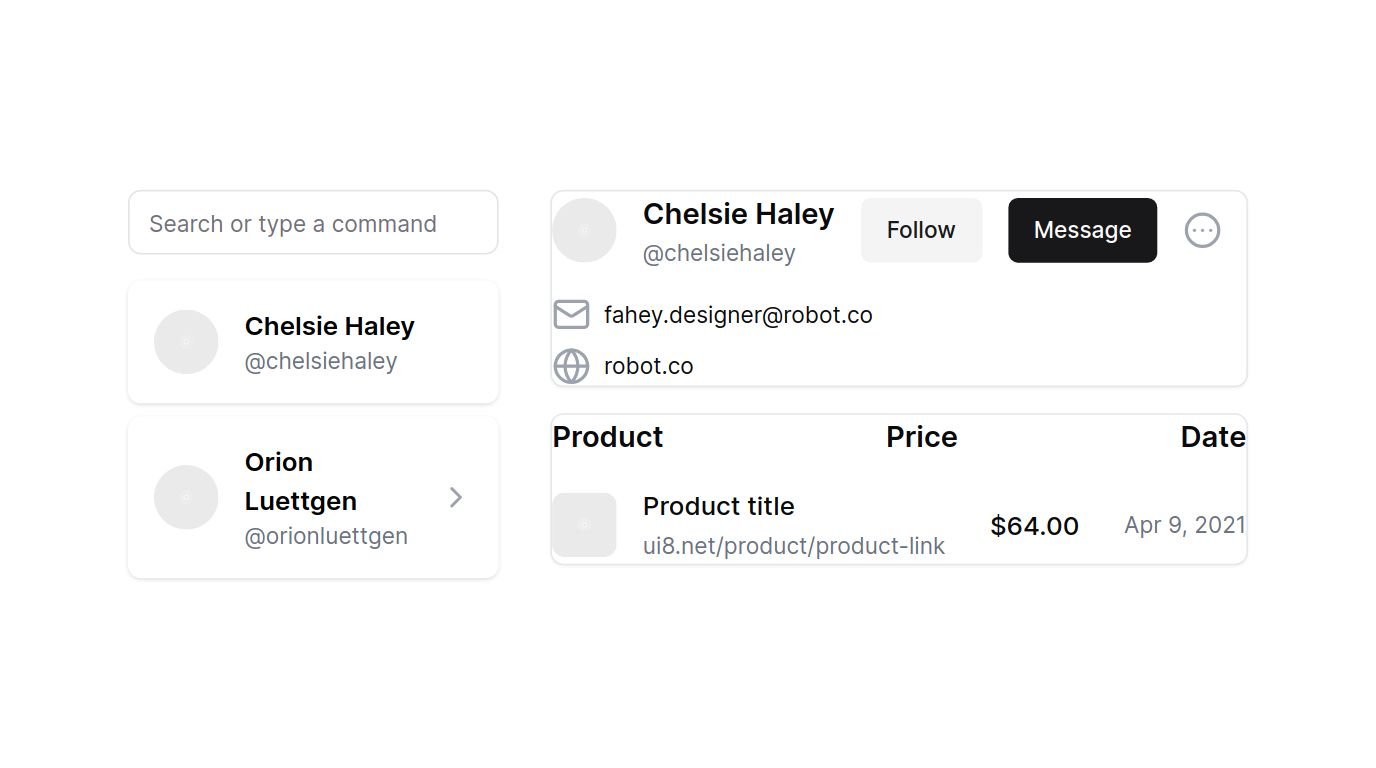 Search or type a command
Chelsie Haley
@chelsiehaley
Orion
Luettgen
@orionluettgen
Chelsie Haley
@chelsiehaley
Follow
Message
fahey.designer@robot.co
robot.co
Product Price Date
Product title
ui8.net/product/product-link
$64.00
Apr 9, 2021